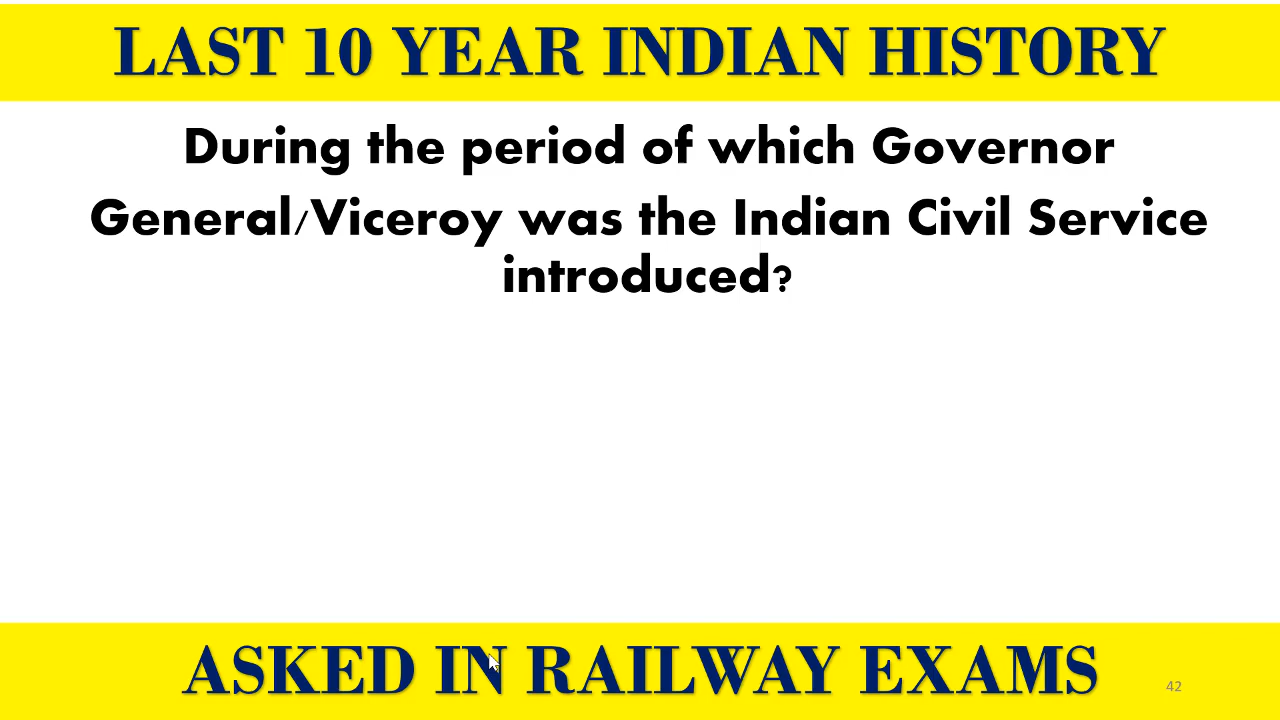 LAST 10 YEAR INDIAN HISTORY
During the period of which Governor
General/Viceroy was the Indian Civil Service
introduced?
ASKED IN RAILWAY EXAMS
42